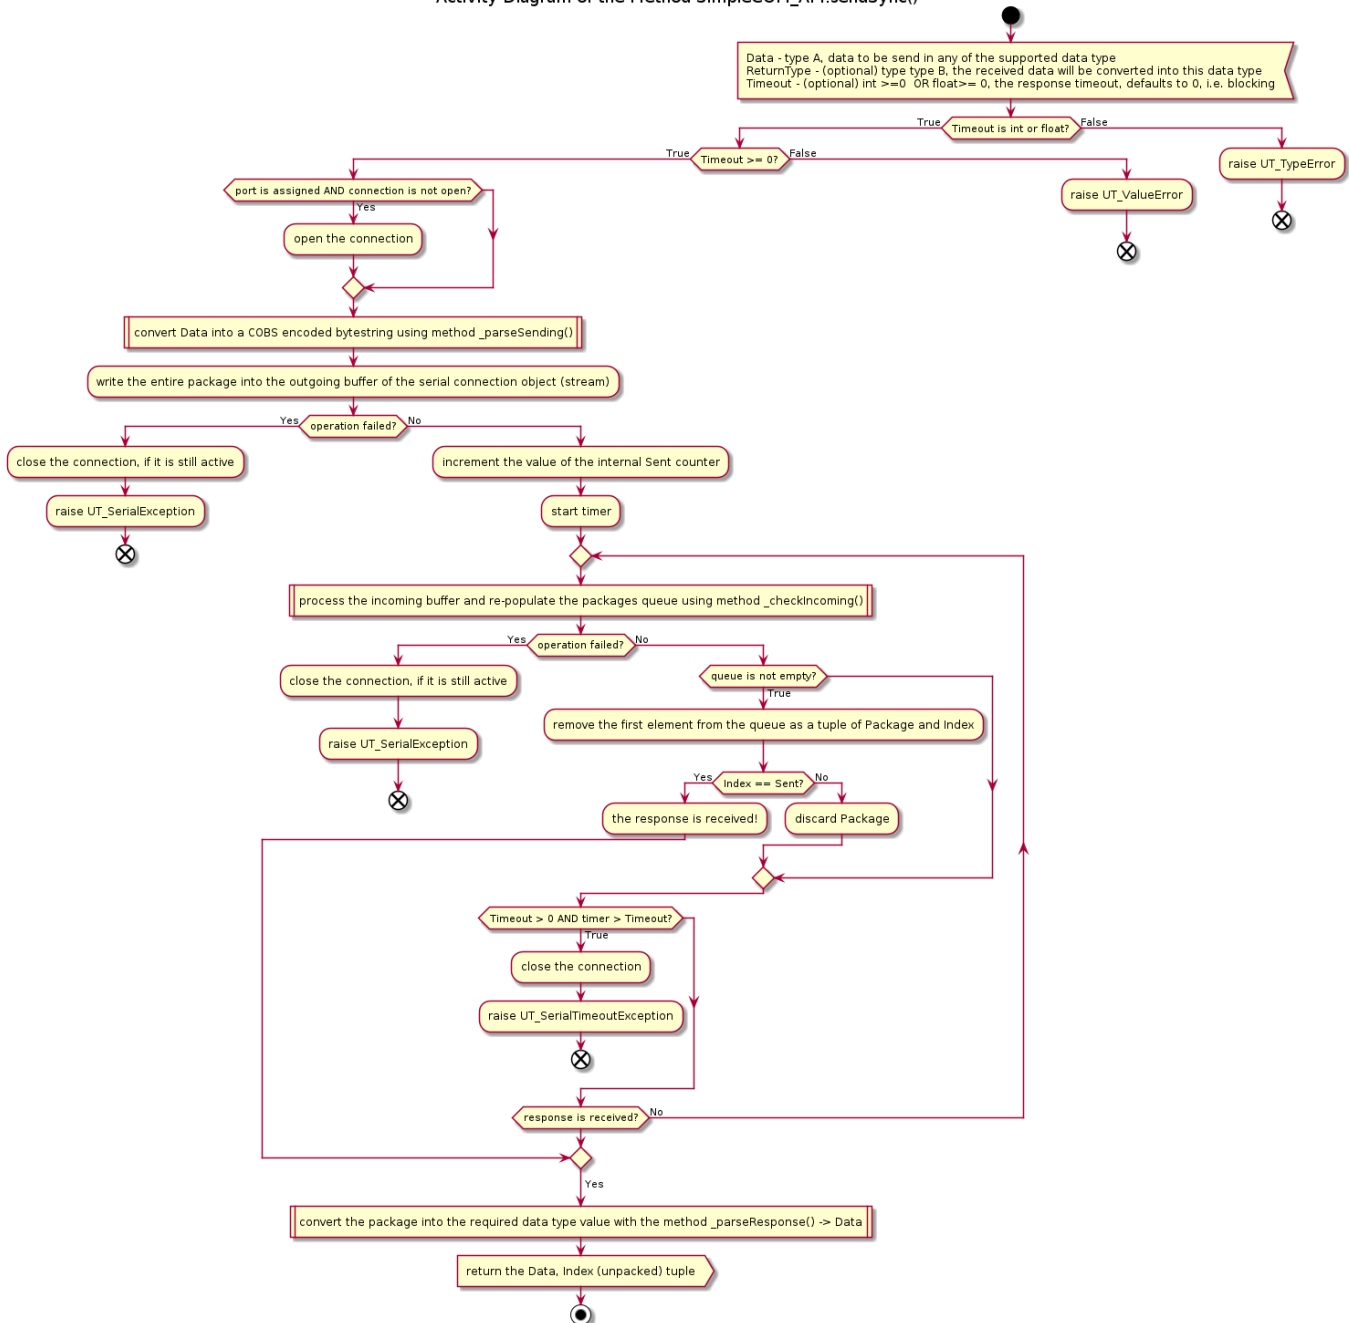 Activity Diagram of the Method SimpleCOM_API.sendSync()
Data - type A, data to be send in any of the supported data type
ReturnType - (optional) type type B, the received data will be converted into this data type
Timeout - (optional) int >=0  OR float>= 0, the response timeout, defaults to 0, i.e. blocking
True
Timeout is int or float?
False
True
Timeout >= 0?
False
raise UT_TypeError
port is assigned AND connection is not open?
raise UT_ValueError
Yes
open the connection
convert Data into a COBS encoded bytestring using method _parseSending()
write the entire package into the outgoing buffer of the serial connection object (stream)
Yes
operation failed?
No
close the connection, if it is still active
increment the value of the internal Sent counter
raise UT_SerialException
start timer
process the incoming buffer and re-populate the packages queue using method _checkIncoming()
Yes
operation failed?
No
close the connection, if it is still active
queue is not empty?
True
remove the first element from the queue as a tuple of Package and Index
raise UT_SerialException
Yes
Index == Sent?
No
the response is received!
discard Package
Timeout > 0 AND timer > Timeout?
True
close the connection
raise UT_SerialTimeoutException
response is received?
No
Yes
convert the package into the required data type value with the method _parseResponse() -> Data
return the Data, Index (unpacked) tuple